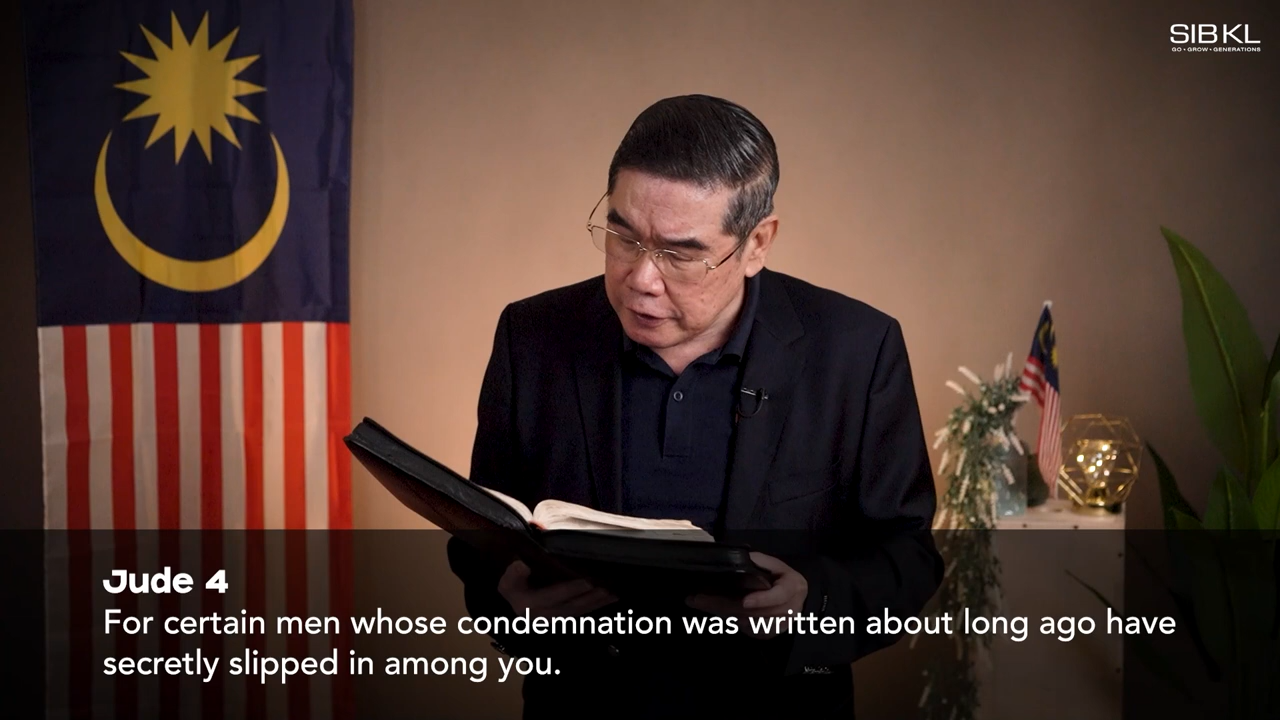 SIBKL
GO • GROW • GENERATIONS
Jude 4
For certain men whose condemnation was written about long ago have
secretly slipped in among you.